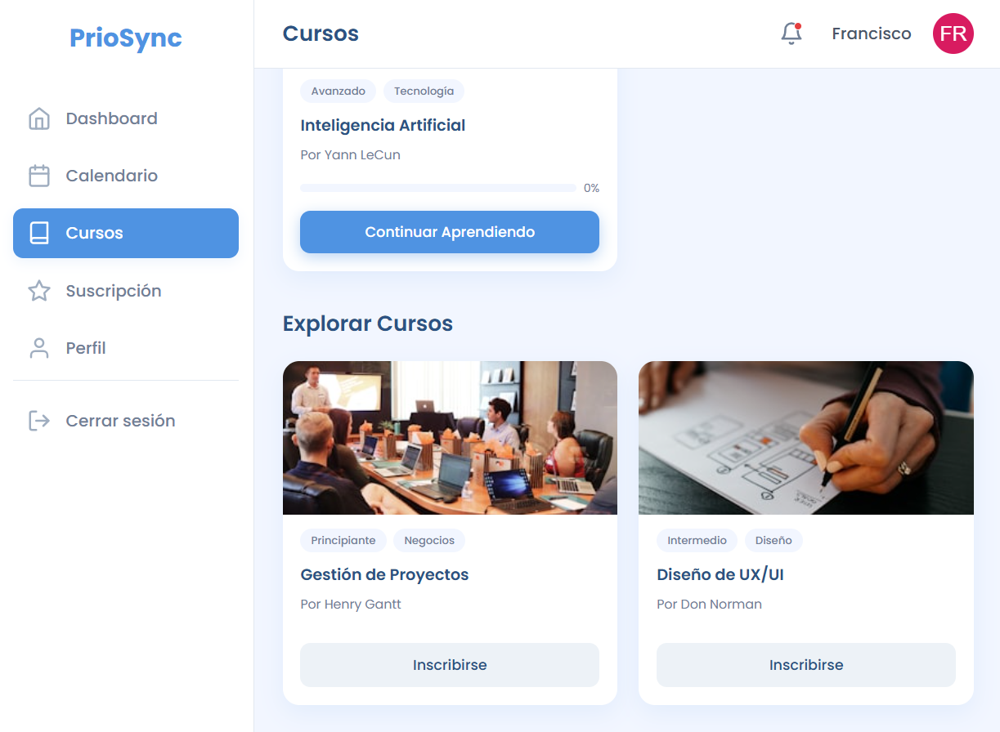 PrioSync
Dashboard
Calendario
Cursos
Suscripción
Perfil
Cerrar sesión
Cursos
Francisco
FR
Avanzado Tecnología
Inteligencia Artificial
Por Yann LeCun
0%
Continuar Aprendiendo
Explorar Cursos
Principiante Negocios
Gestión de Proyectos
Por Henry Gantt
Inscribirse
Intermedio Diseño
Diseño de UX/UI
Por Don Norman
Inscribirse